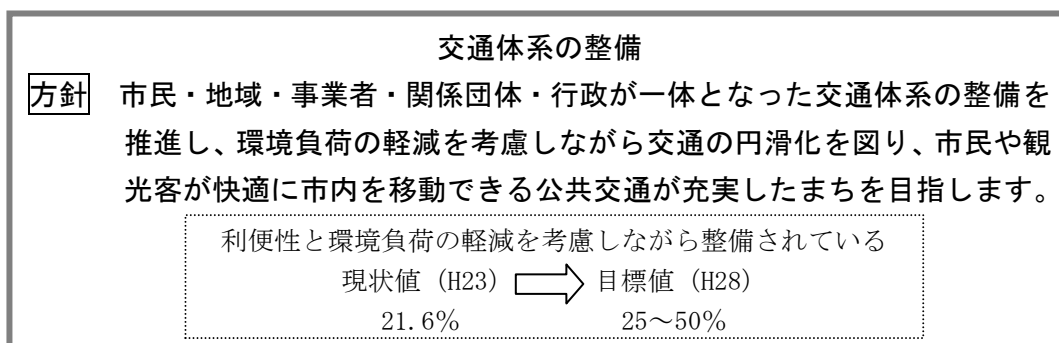 交通体系の整備
方針 市民・地域・事業者・関係団体・行政が一体となった交通体系の整備を
推進し、環境負荷の軽減を考慮しながら交通の円滑化を図り、市民や観
光客が快適に市内を移動できる公共交通が充実したまちを目指します。
利便性と環境負荷の軽減を考慮しながら整備されている
現状値（H23） 目標値（H28）
21.6％ 25～50％